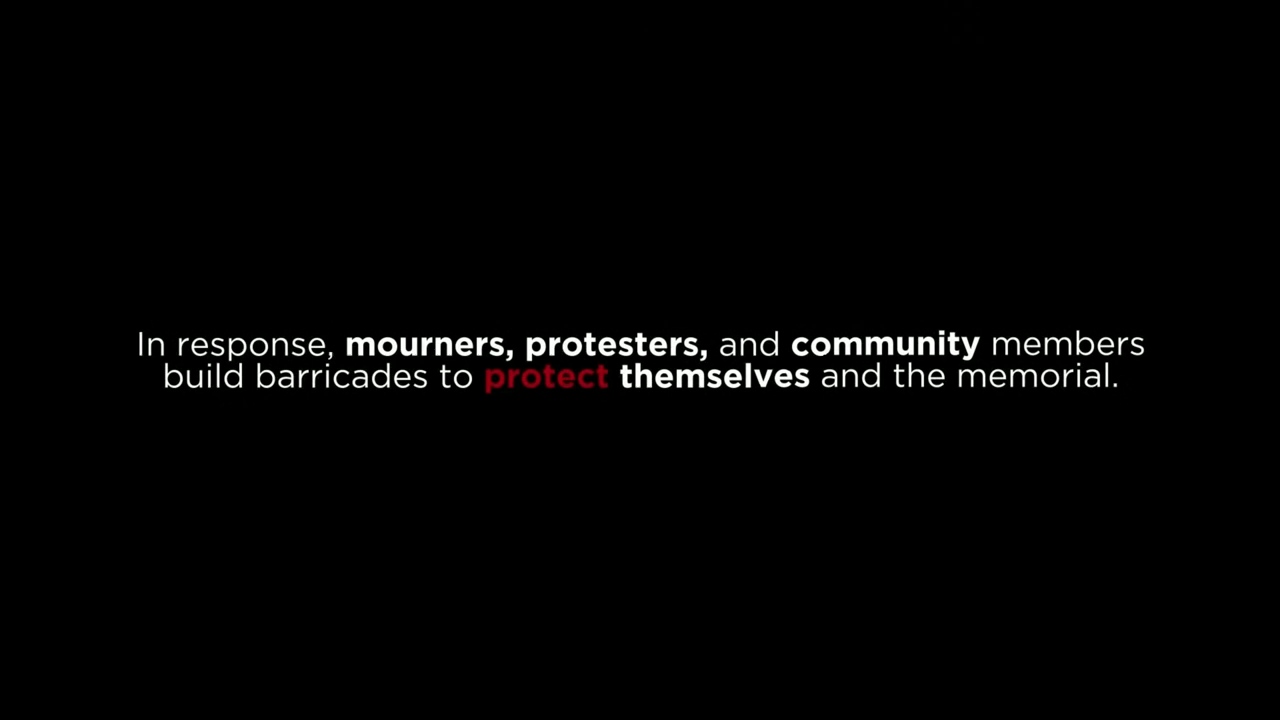 In response, mourners, protesters, and community members
build barricades to protect themselves and the memorial.